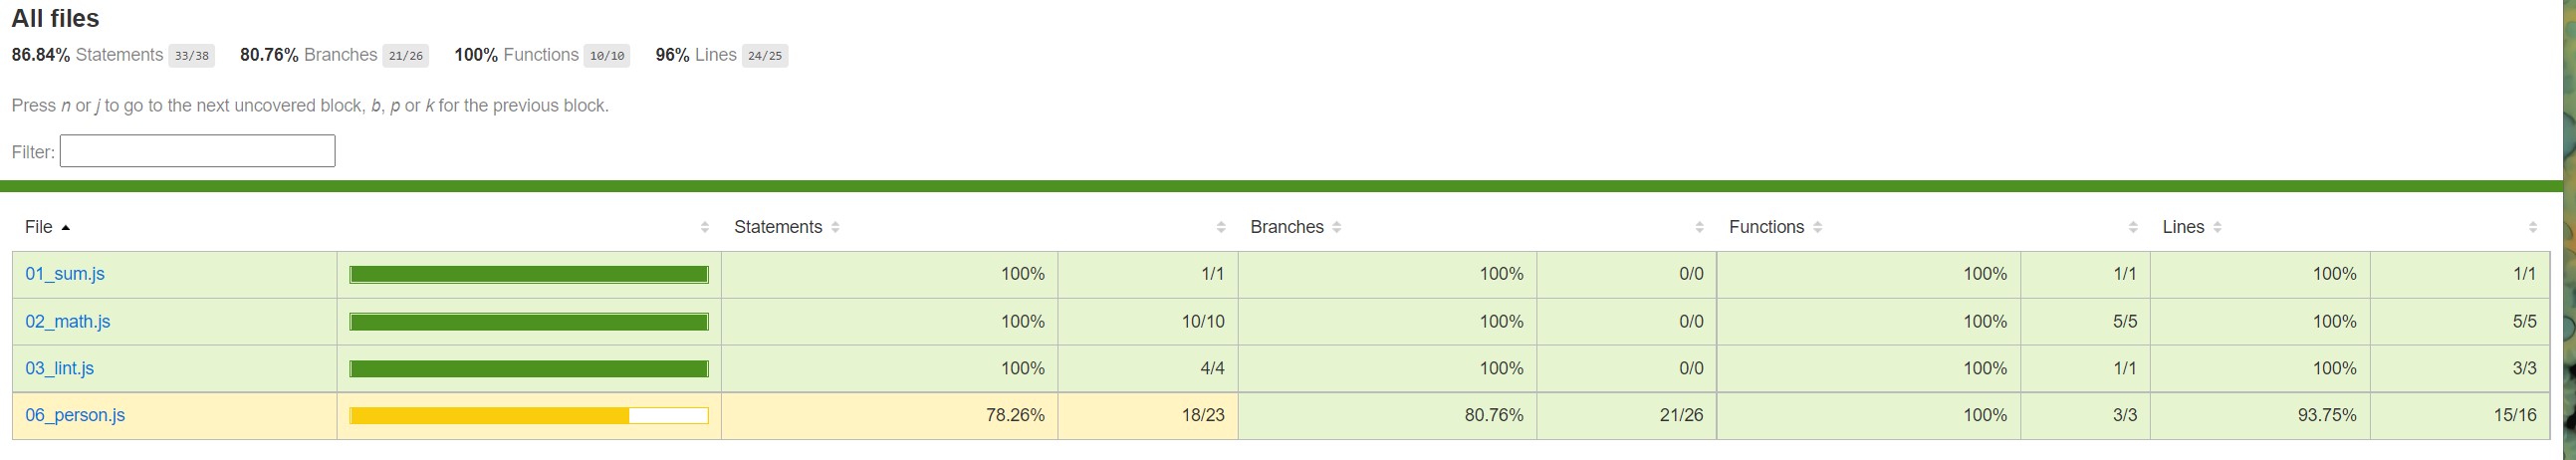 All files
86.84% Statements 33/38 80.76% Branches 21/26 100% Functions 10/10 96% Lines 24/25
Press n or j to go to the next uncovered block, b, p or k for the previous block.
Filter:
File Statements Branches Functions Lines
01_sum.js 100% 1/1 100% 0/0 100% 1/1 100% 1/1
02_math.js 100% 10/10 100% 0/0 100% 5/5 100% 5/5
03_lint.js 100% 4/4 100% 0/0 100% 1/1 100% 3/3
06_person.js 78.26% 18/23 80.76% 21/26 100% 3/3 93.75% 15/16